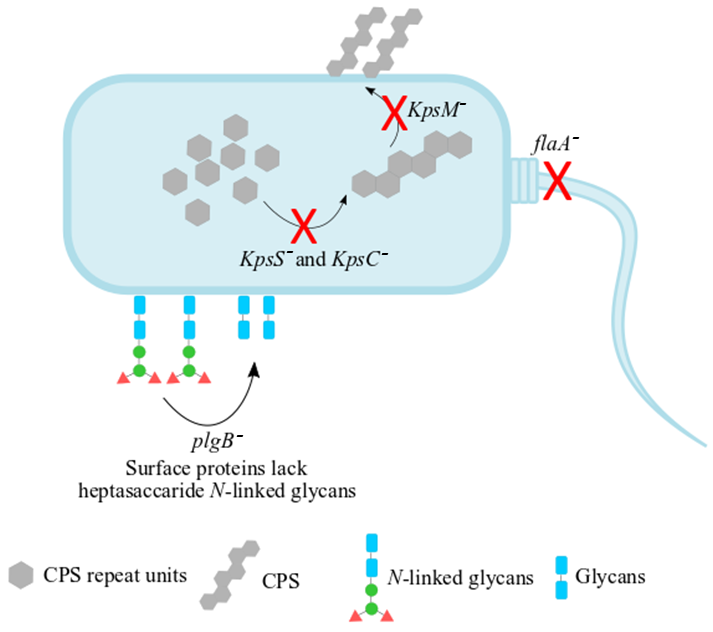 KpsM⁻
flaA⁻
KpsS⁻ and KpsC⁻
plgB⁻
Surface proteins lack
heptasaccaride N-linked glycans
CPS repeat units
CPS
N-linked glycans
Glycans